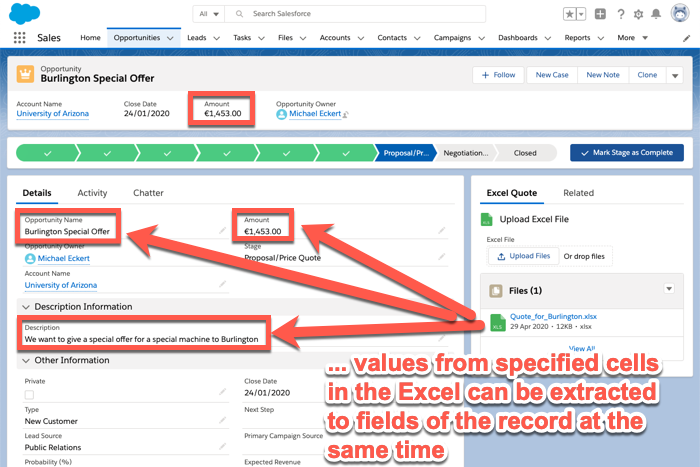 All
Search Salesforce
Sales
Home
Opportunities
Leads
Tasks
Files
Accounts
Contacts
Campaigns
Dashboards
Reports
More
Opportunity
Burlington Special Offer
+ Follow
New Case
New Note
Clone
Account Name
Close Date
Amount
Opportunity Owner
University of Arizona
24/01/2020
€1,453.00
Michael Eckert
Proposal/Pr...
Negotiation...
Closed
Mark Stage as Complete
Details
Activity
Chatter
Opportunity Name
Amount
Burlington Special Offer
€1,453.00
Opportunity Owner
Stage
Michael Eckert
Proposal/Price Quote
Account Name
University of Arizona
Description Information
Description
We want to give a special offer for a special machine to Burlington
Other Information
Private
Close Date
24/01/2020
Type
Next Step
New Customer
Lead Source
Primary Campaign Source
Public Relations
Probability (%)
Expected Revenue
Excel Quote
Related
XLS
Upload Excel File
Excel File
Upload Files
Or drop files
Files (1)
XLS
Quote_for_Burlington.xlsx
29 Apr 2020 • 12KB • xlsx
View All
... values from specified cells
in the Excel can be extracted
to fields of the record at the
same time